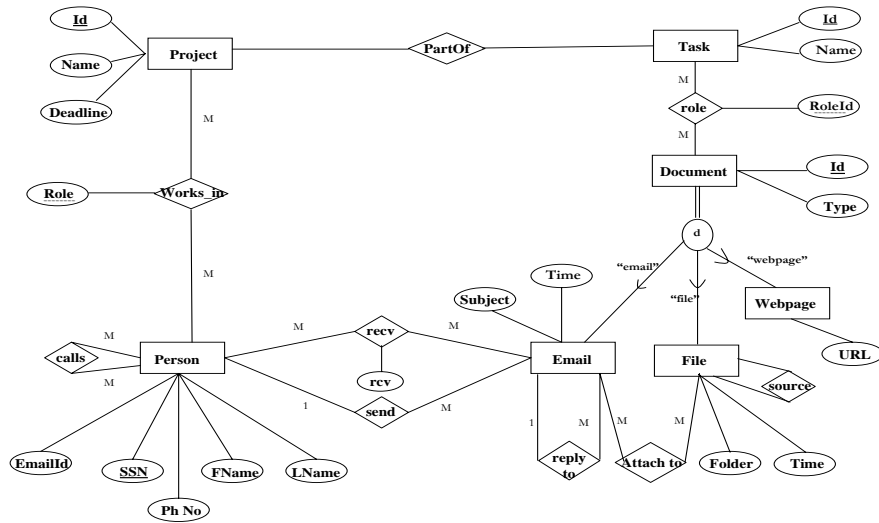 Id
Id
Project
PartOf
Task
Name
Name
M
Deadline
role
RoleId
M
M
Document
Id
Role
Works_in
Type
d
M
"email"
"webpage"
Time
"file"
Subject
Webpage
M
M
M
recv
calls
Person
Email
File
URL
M
rcv
source
1
send
M
1
M
M
M
EmailId
SSN
FName
LName
reply
to
Attach to
Folder
Time
Ph No